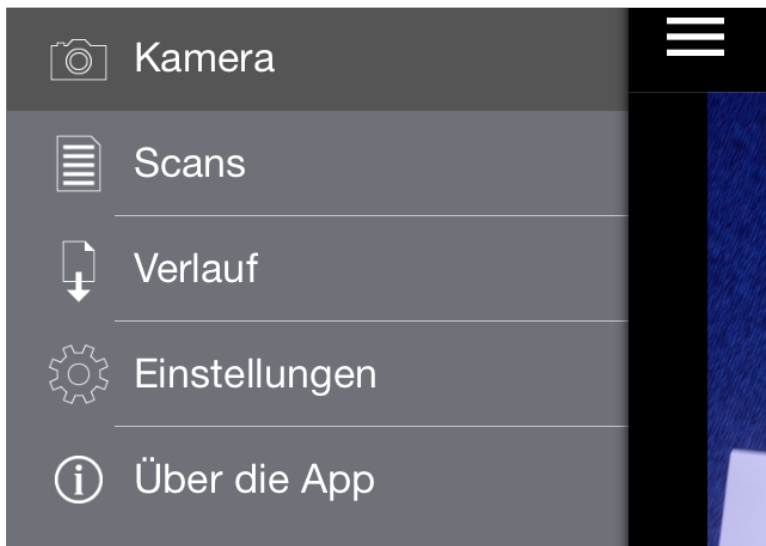 Kamera
Scans
Verlauf
Einstellungen
Über die App